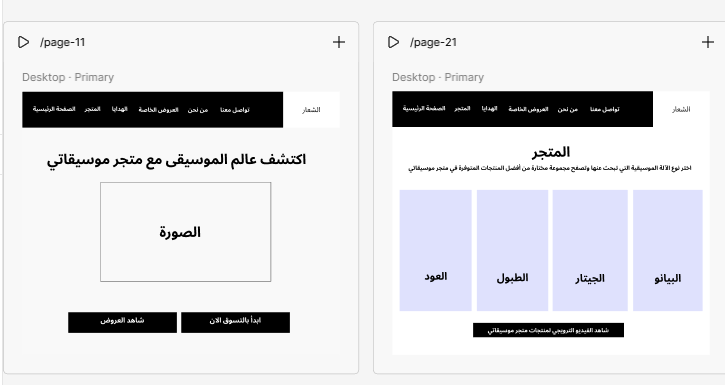 /page-11
Desktop · Primary
الشعار
الصفحة الرئيسية المتجر الهدايا العروض الخاصة من نحن تواصل معنا
اكتشف عالم الموسيقى مع متجر موسيقاتي
الصورة
ابدأ بالتسوق الان
شاهد العروض
/page-21
Desktop · Primary
الشعار
الصفحة الرئيسية المتجر الهدايا العروض الخاصة من نحن تواصل معنا
المتجر
اختر نوع الآلة الموسيقية التي تبحث عنها وتصفح مجموعة مختارة من أفضل المنتجات المتوفرة في متجر موسيقاتي
البيانو
الجيتار
الطبول
العود
شاهد الفيديو الترويجي لمنتجات متجر موسيقاتي